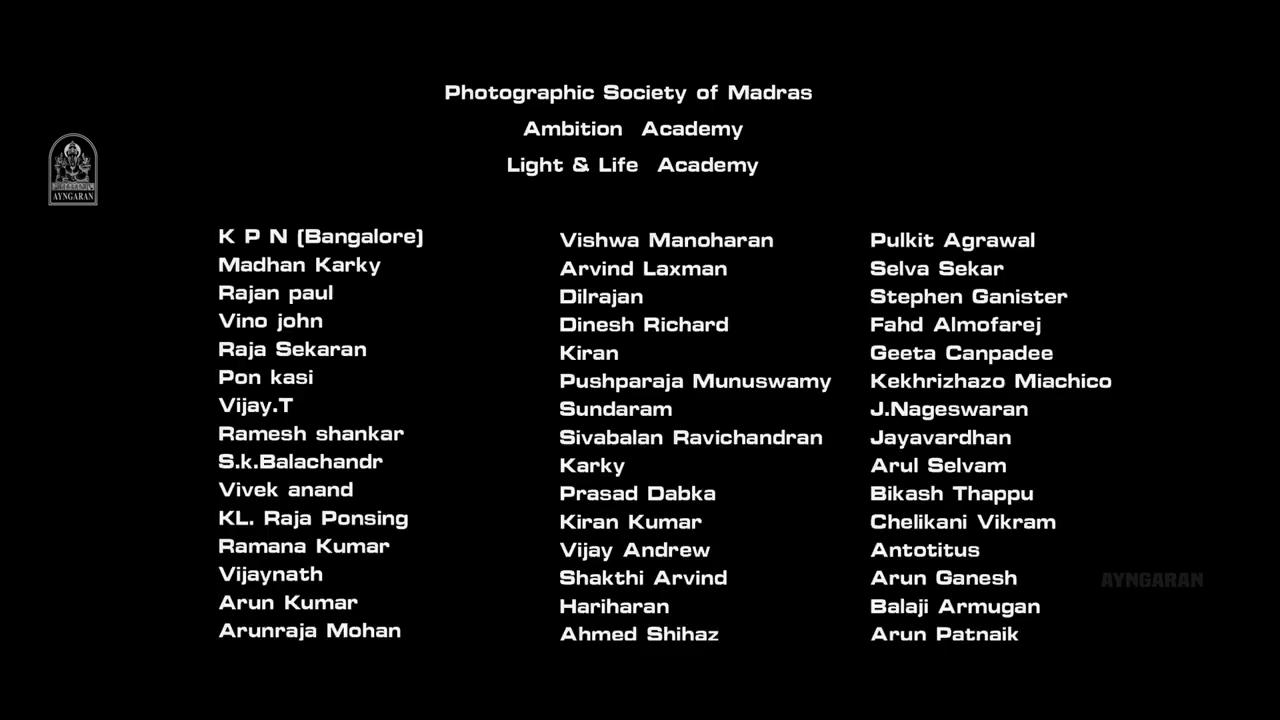 Photographic Society of Madras
Ambition Academy
Light & Life Academy
AYNGARAN
K P N (Bangalore)
Madhan Karky
Rajan paul
Vino john
Raja Sekaran
Pon kasi
Vijay.T
Ramesh shankar
S.k.Balachandr
Vivek anand
KL. Raja Ponsing
Ramana Kumar
Vijaynath
Arun Kumar
Arunraja Mohan
Vishwa Manoharan
Arvind Laxman
Dilrajan
Dinesh Richard
Kiran
Pushparaja Munuswamy
Sundaram
Sivabalan Ravichandran
Karky
Prasad Dabka
Kiran Kumar
Vijay Andrew
Shakthi Arvind
Hariharan
Ahmed Shihaz
Pulkit Agrawal
Selva Sekar
Stephen Ganister
Fahd Almofarej
Geeta Canpadee
Kekhrizhazo Miachico
J.Nageswaran
Jayavardhan
Arul Selvam
Bikash Thappu
Chelikani Vikram
Antotitus
Arun Ganesh
Balaji Armugan
Arun Patnaik
AYNGARAN